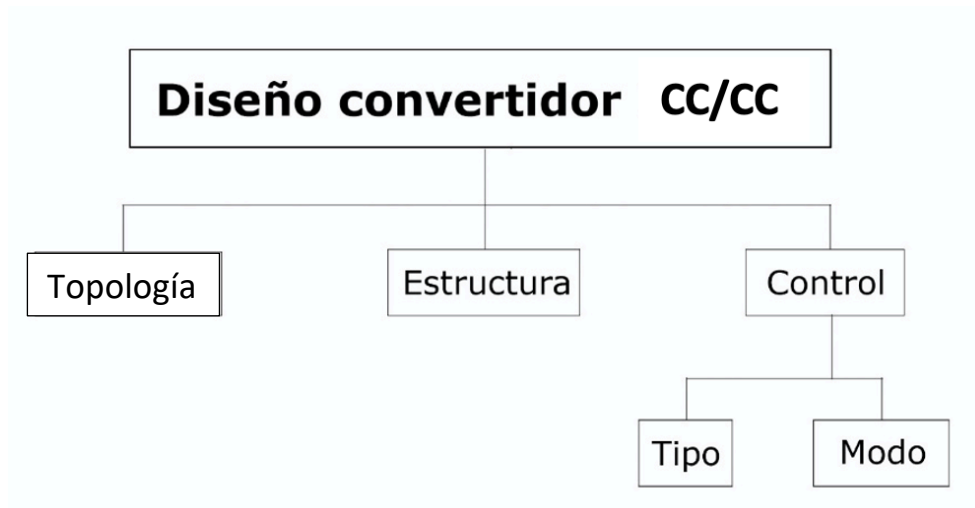 Diseño convertidor CC/CC
Topología
Estructura
Control
Tipo
Modo